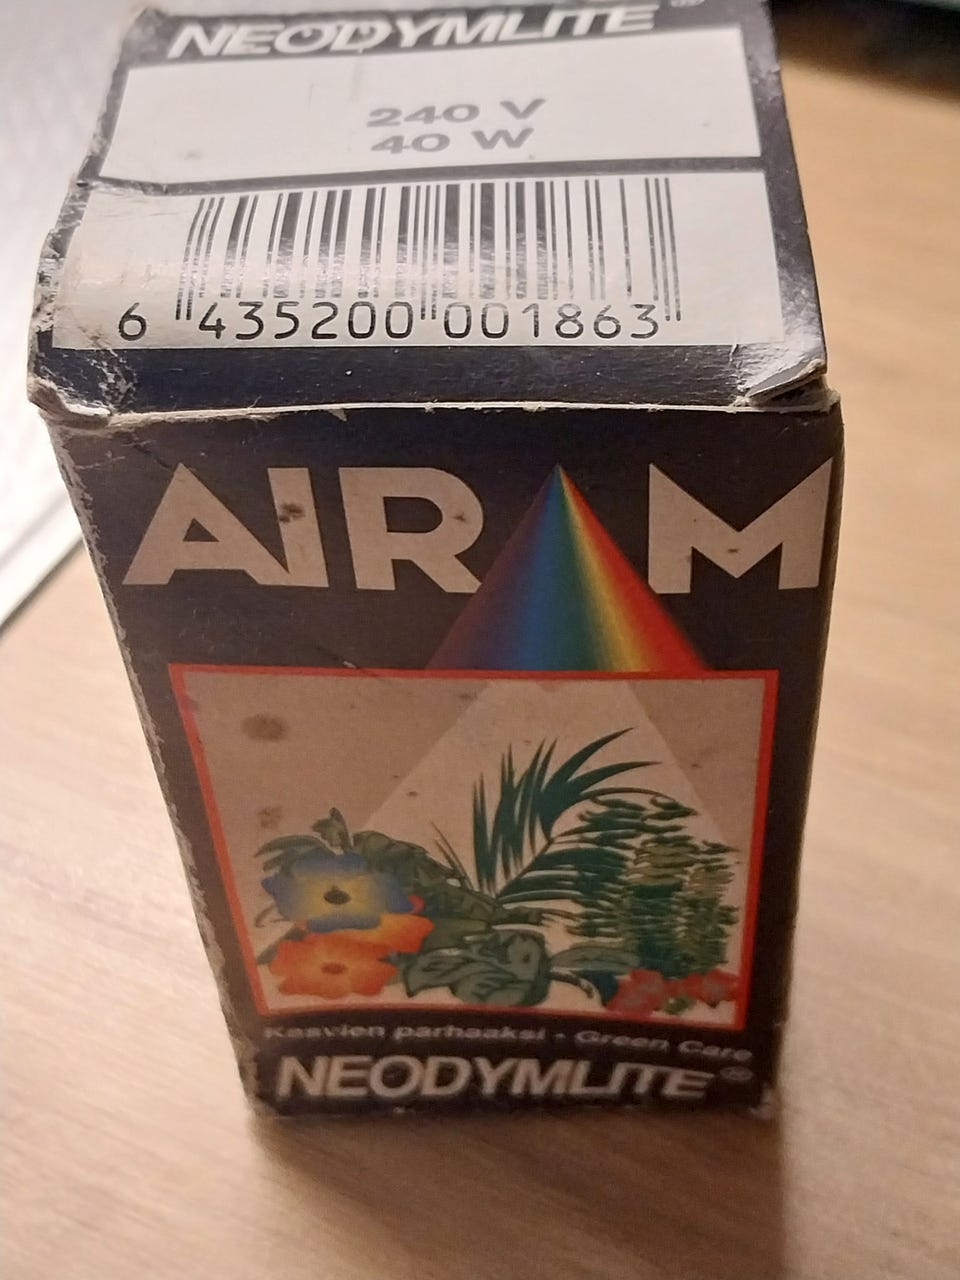 NEODYMLITE®
240 V
40 W
6 435200 001863
AIRAM
Kasvien parhaaksi · Green Care
NEODYMLITE®